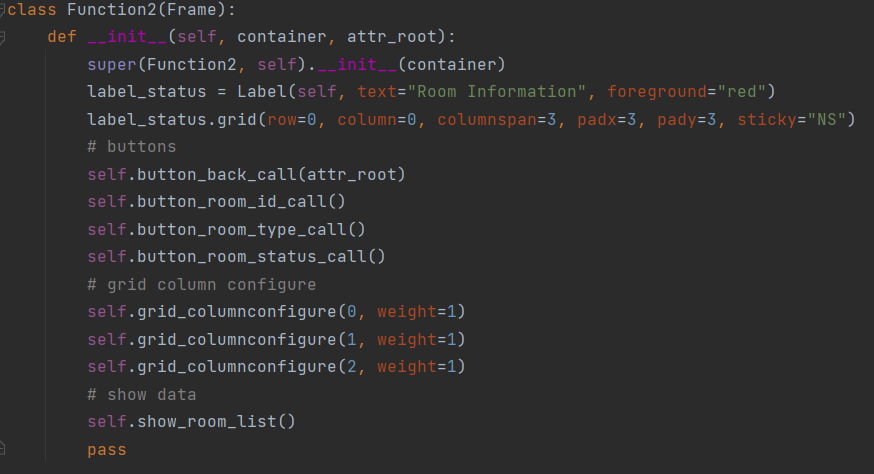 class Function2(Frame):
    def __init__(self, container, attr_root):
        super(Function2, self).__init__(container)
        label_status = Label(self, text="Room Information", foreground="red")
        label_status.grid(row=0, column=0, columnspan=3, padx=3, pady=3, sticky="NS")
        # buttons
        self.button_back_call(attr_root)
        self.button_room_id_call()
        self.button_room_type_call()
        self.button_room_status_call()
        # grid column configure
        self.grid_columnconfigure(0, weight=1)
        self.grid_columnconfigure(1, weight=1)
        self.grid_columnconfigure(2, weight=1)
        # show data
        self.show_room_list()
        pass